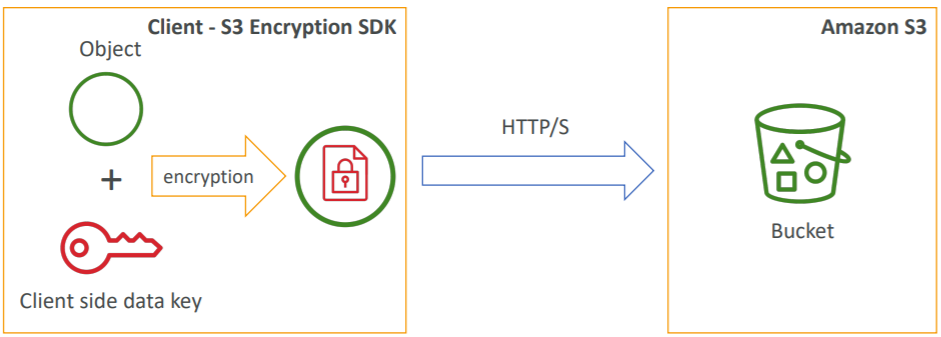 Client - S3 Encryption SDK
Object
+
encryption
Client side data key
HTTP/S
Amazon S3
Bucket